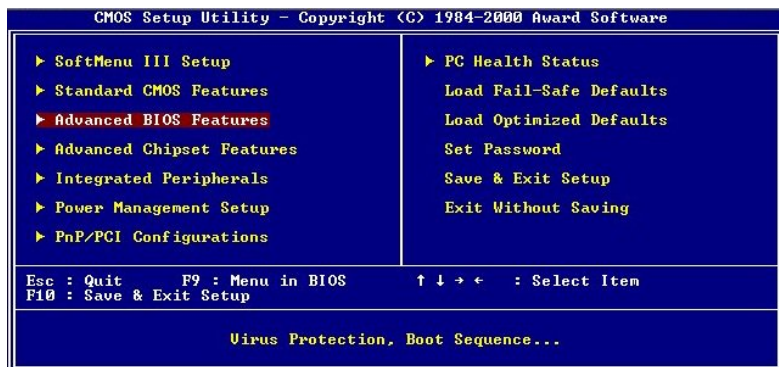 CMOS Setup Utility - Copyright (C) 1984-2000 Award Software
▶ SoftMenu III Setup
▶ Standard CMOS Features
▶ Advanced BIOS Features
▶ Advanced Chipset Features
▶ Integrated Peripherals
▶ Power Management Setup
▶ PnP/PCI Configurations
▶ PC Health Status
Load Fail-Safe Defaults
Load Optimized Defaults
Set Password
Save & Exit Setup
Exit Without Saving
Esc : Quit F9 : Menu in BIOS ↑ ↓ → ← : Select Item
F10 : Save & Exit Setup
Virus Protection, Boot Sequence...